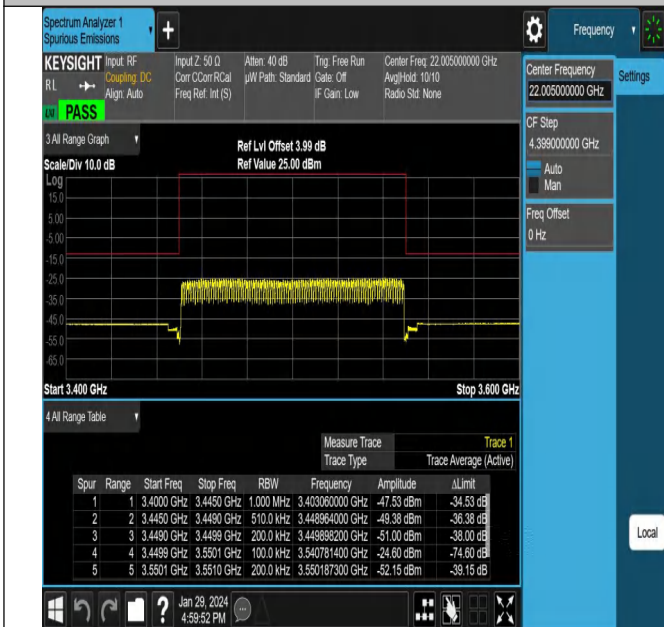 Spectrum Analyzer 1
Spurious Emissions
Frequency
KEYSIGHT
RL
Input: RF
Coupling: DC
Align: Auto
Input Z: 50 Ω
Corr CCorr RCal
Freq Ref: Int (S)
Atten: 40 dB
µW Path: Standard
Trig: Free Run
Gate: Off
IF Gain: Low
Center Freq: 22.005000000 GHz
Avg|Hold: 10/10
Radio Std: None
PASS
Center Frequency
22.005000000 GHz
Settings
CF Step
4.399000000 GHz
Auto
Man
Freq Offset
0 Hz
Local
3 All Range Graph
Scale/Div 10.0 dB
Ref Lvl Offset 3.99 dB
Ref Value 25.00 dBm
Log
15.0
5.00
-5.00
-15.0
-25.0
-35.0
-45.0
-55.0
-65.0
Start 3.400 GHz
Stop 3.600 GHz
4 All Range Table
Measure Trace Trace 1
Trace Type Trace Average (Active)
Spur Range Start Freq Stop Freq RBW Frequency Amplitude ΔLimit
1 1 3.4000 GHz 3.4450 GHz 1.000 MHz 3.403060000 GHz -47.53 dBm -34.53 dB
2 2 3.4450 GHz 3.4490 GHz 510.0 kHz 3.448964000 GHz -49.38 dBm -36.38 dB
3 3 3.4490 GHz 3.4499 GHz 200.0 kHz 3.449898200 GHz -51.00 dBm -38.00 dB
4 4 3.4499 GHz 3.5501 GHz 100.0 kHz 3.540781400 GHz -24.60 dBm -74.60 dB
5 5 3.5501 GHz 3.5510 GHz 200.0 kHz 3.550187300 GHz -52.15 dBm -39.15 dB
Jan 29, 2024
4:59:52 PM